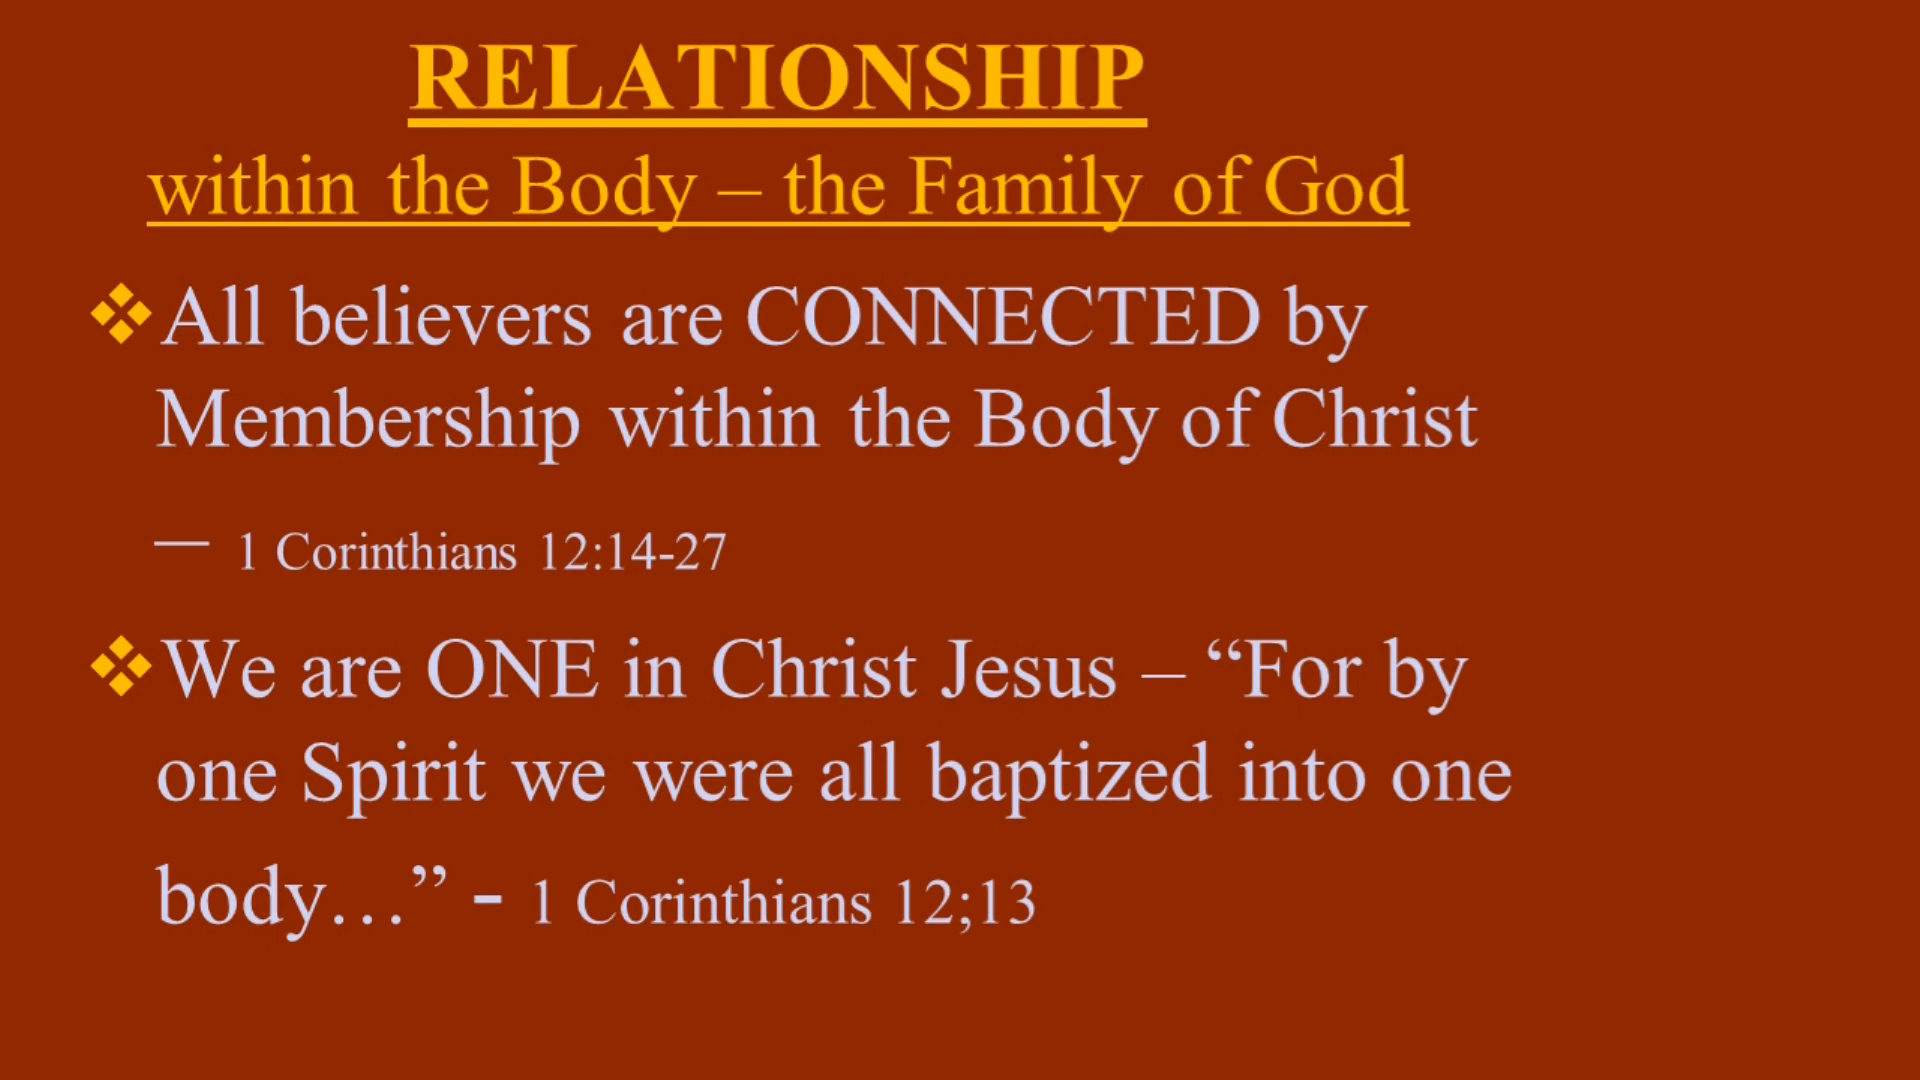 RELATIONSHIP
within the Body – the Family of God
❖All believers are CONNECTED by
Membership within the Body of Christ
– 1 Corinthians 12:14-27
❖We are ONE in Christ Jesus – “For by
one Spirit we were all baptized into one
body…” - 1 Corinthians 12;13